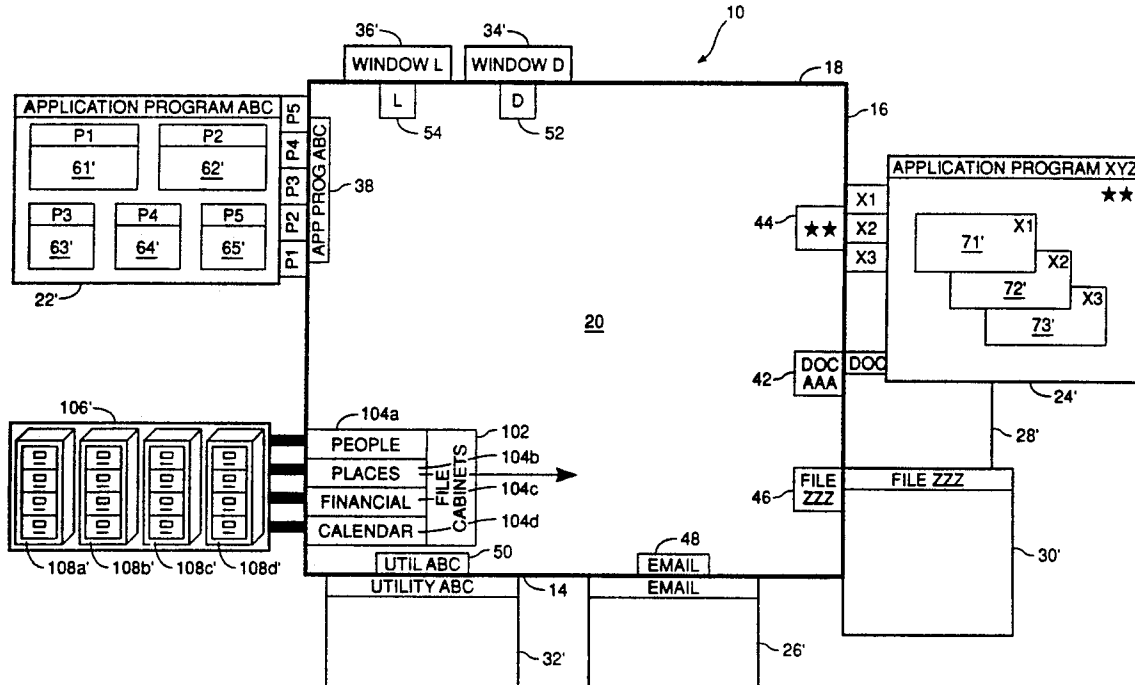 36'
34'
10
WINDOW L
WINDOW D
18
L
D
54
52
16
APPLICATION PROGRAM ABC
P1
61'
P2
62'
P3
63'
P4
64'
P5
65'
22'
P5
P4
P3
P2
P1
APP PROG ABC
38
APPLICATION PROGRAM XYZ
★★
X1
X2
X3
44
★★
71'
X1
72'
X2
73'
X3
20
42
DOC
AAA
DOC
24'
28'
106'
104a
102
PEOPLE
104b
PLACES
FINANCIAL
104c
CALENDAR
104d
FILE
CABINETS
108a'
108b'
108c'
108d'
46
FILE
ZZZ
FILE ZZZ
30'
50
UTIL ABC
48
EMAIL
UTILITY ABC
14
EMAIL
32'
26'